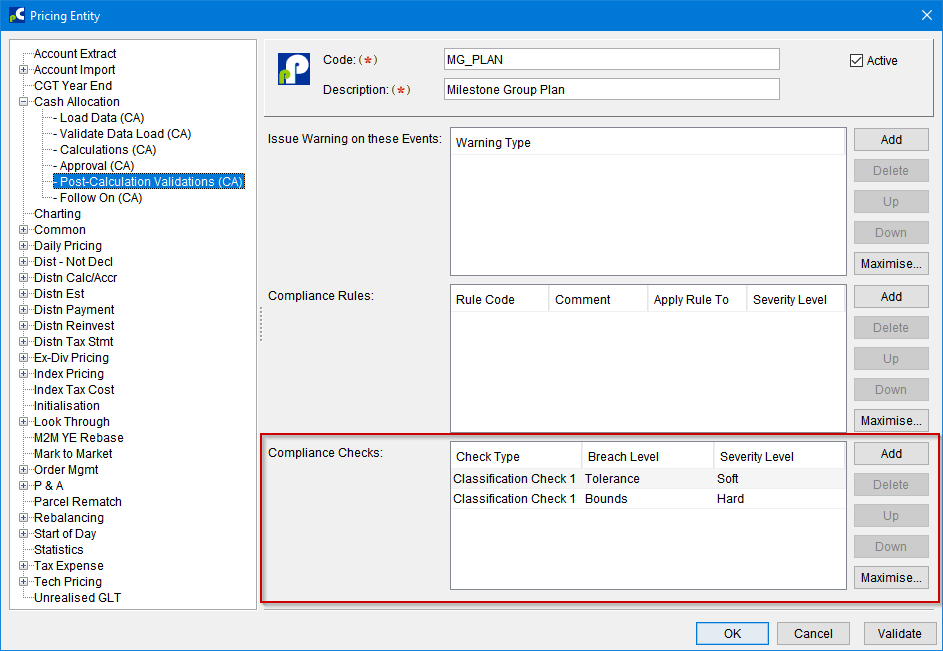 Pricing Entity
Account Extract
Account Import
CGT Year End
Cash Allocation
- Load Data (CA)
- Validate Data Load (CA)
- Calculations (CA)
- Approval (CA)
- Post-Calculation Validations (CA)
- Follow On (CA)
Charting
Common
Daily Pricing
Dist - Not Decl
Distn Calc/Accr
Distn Est
Distn Payment
Distn Reinvest
Distn Tax Stmt
Ex-Div Pricing
Index Pricing
Index Tax Cost
Initialisation
Look Through
M2M YE Rebase
Mark to Market
Order Mgmt
P & A
Parcel Rematch
Rebalancing
Start of Day
Statistics
Tax Expense
Tech Pricing
Unrealised GLT
Code: (*) MG_PLAN Active
Description: (*) Milestone Group Plan
Issue Warning on these Events: Warning Type
Add
Delete
Up
Down
Maximise...
Compliance Rules: Rule Code Comment Apply Rule To Severity Level
Add
Delete
Up
Down
Maximise...
Compliance Checks: Check Type Breach Level Severity Level
Classification Check 1 Tolerance Soft
Classification Check 1 Bounds Hard
Add
Delete
Up
Down
Maximise...
OK Cancel Validate